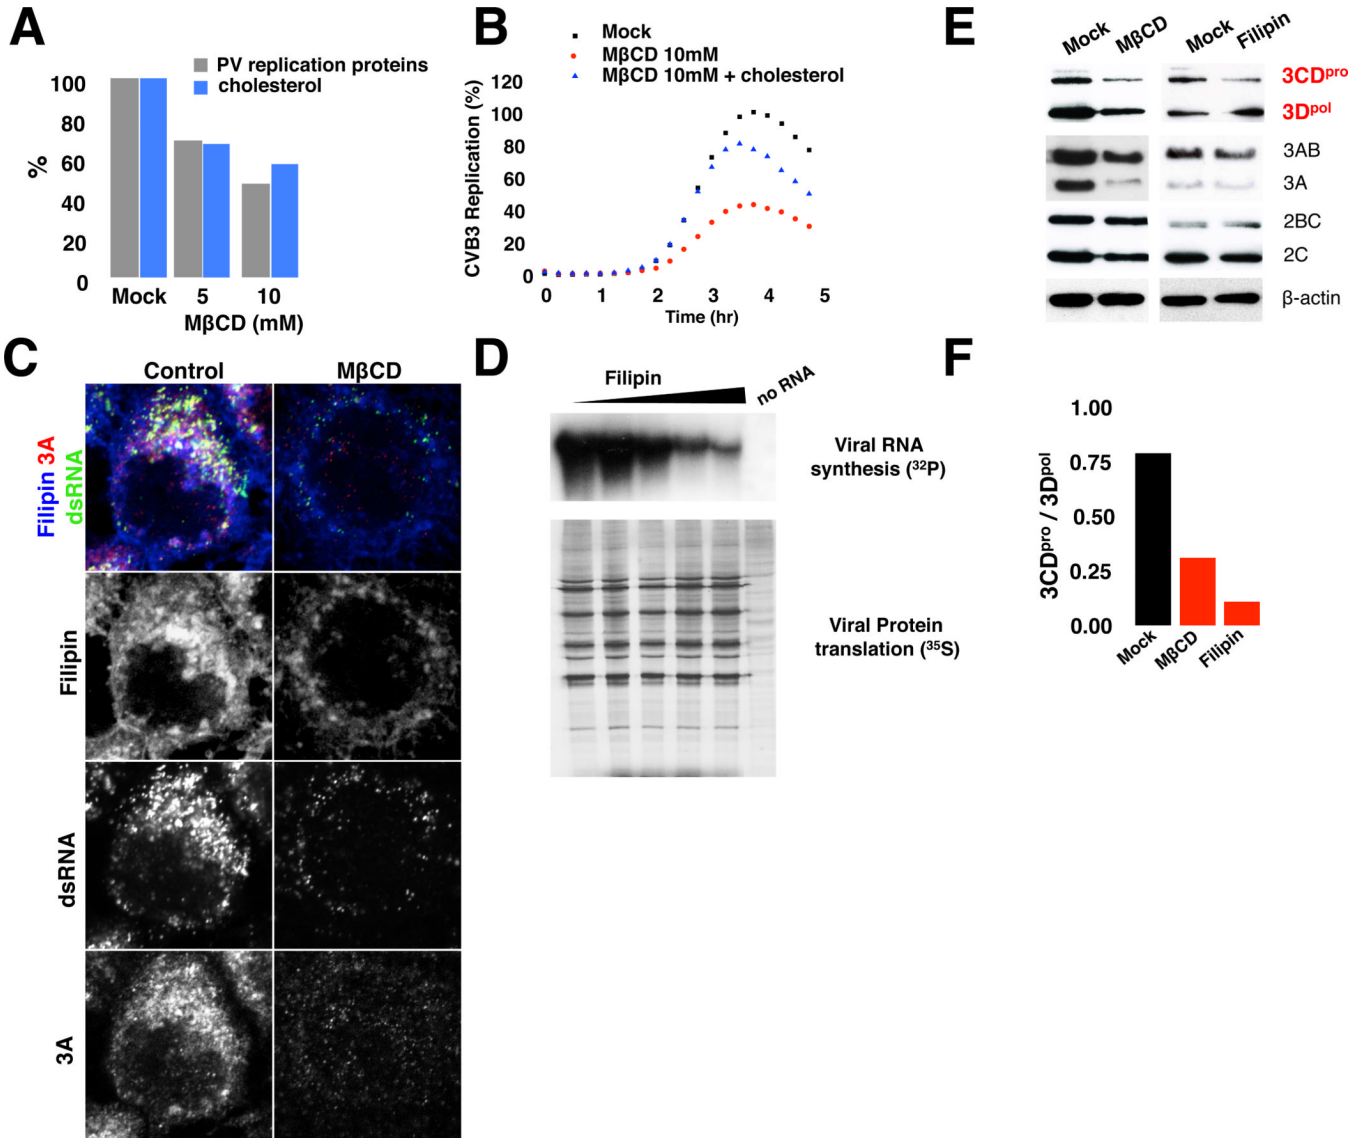 A
PV replication proteins
cholesterol
%
100
80
60
40
20
0
Mock
5
10
MβCD (mM)
B
Mock
MβCD 10mM
MβCD 10mM + cholesterol
CVB3 Replication (%)
120
100
80
60
40
20
0
0
1
2
3
4
5
Time (hr)
C
Control
MβCD
Filipin 3A
dsRNA
Filipin
dsRNA
3A
D
Filipin
no RNA
Viral RNA
synthesis (³²P)
Viral Protein
translation (³⁵S)
E
Mock
MβCD
Mock
Filipin
3CDᵖʳᵒ
3Dᵖᵒˡ
3AB
3A
2BC
2C
β-actin
F
3CDᵖʳᵒ / 3Dᵖᵒˡ
1.00
0.75
0.50
0.25
0.00
Mock
MβCD
Filipin